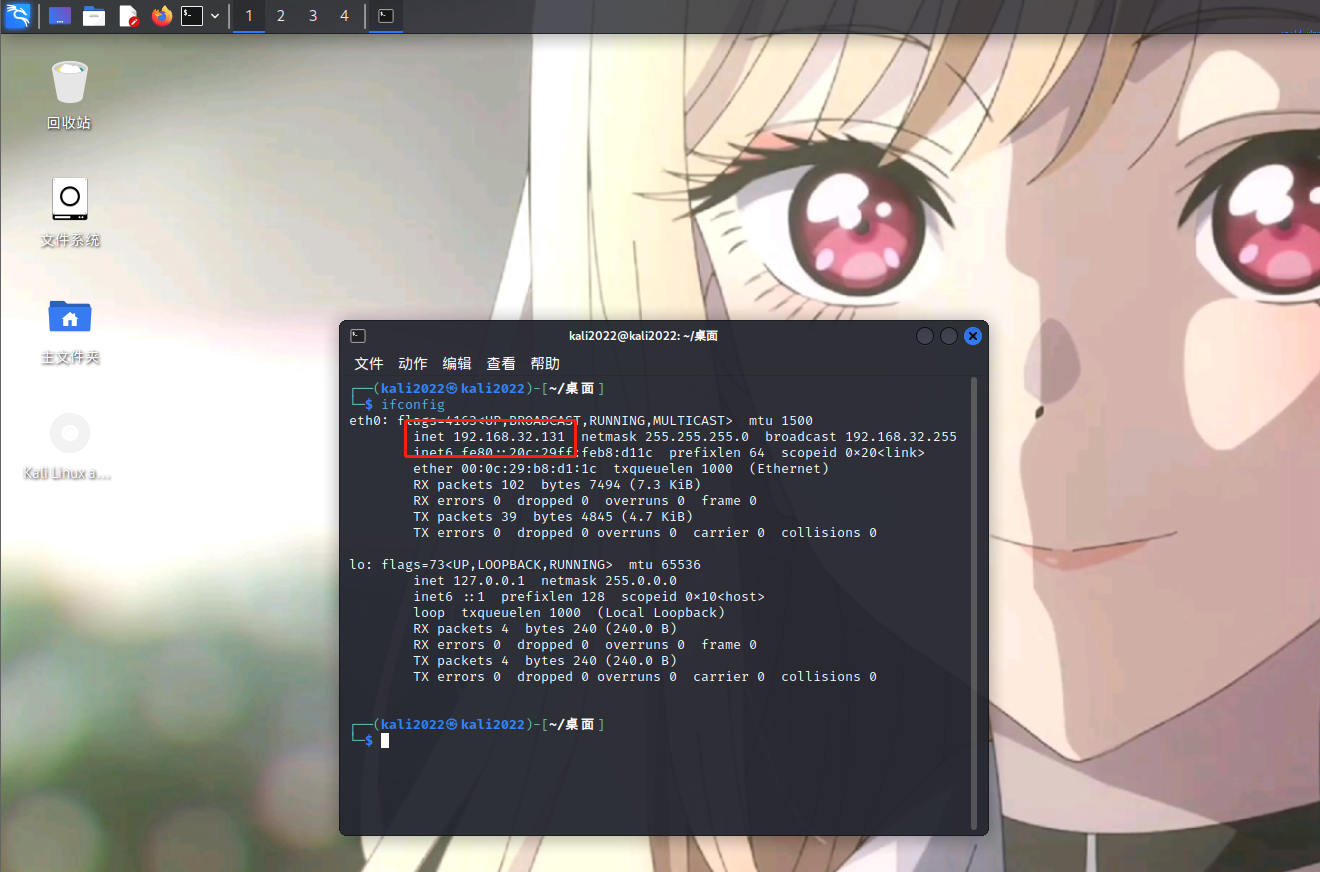 1 2 3 4
回收站
文件系统
主文件夹
Kali Linux a...
kali2022@kali2022: ~/桌面
文件 动作 编辑 查看 帮助
┌──(kali2022㉿kali2022)-[~/桌面]
└─$ ifconfig
eth0: flags=4163<UP,BROADCAST,RUNNING,MULTICAST>  mtu 1500
inet 192.168.32.131  netmask 255.255.255.0  broadcast 192.168.32.255
inet6 fe80::20c:29ff:feb8:d11c  prefixlen 64  scopeid 0×20<link>
ether 00:0c:29:b8:d1:1c  txqueuelen 1000  (Ethernet)
RX packets 102  bytes 7494 (7.3 KiB)
RX errors 0  dropped 0  overruns 0  frame 0
TX packets 39  bytes 4845 (4.7 KiB)
TX errors 0  dropped 0 overruns 0  carrier 0  collisions 0
lo: flags=73<UP,LOOPBACK,RUNNING>  mtu 65536
inet 127.0.0.1  netmask 255.0.0.0
inet6 ::1  prefixlen 128  scopeid 0×10<host>
loop  txqueuelen 1000  (Local Loopback)
RX packets 4  bytes 240 (240.0 B)
RX errors 0  dropped 0  overruns 0  frame 0
TX packets 4  bytes 240 (240.0 B)
TX errors 0  dropped 0 overruns 0  carrier 0  collisions 0
┌──(kali2022㉿kali2022)-[~/桌面]
└─$